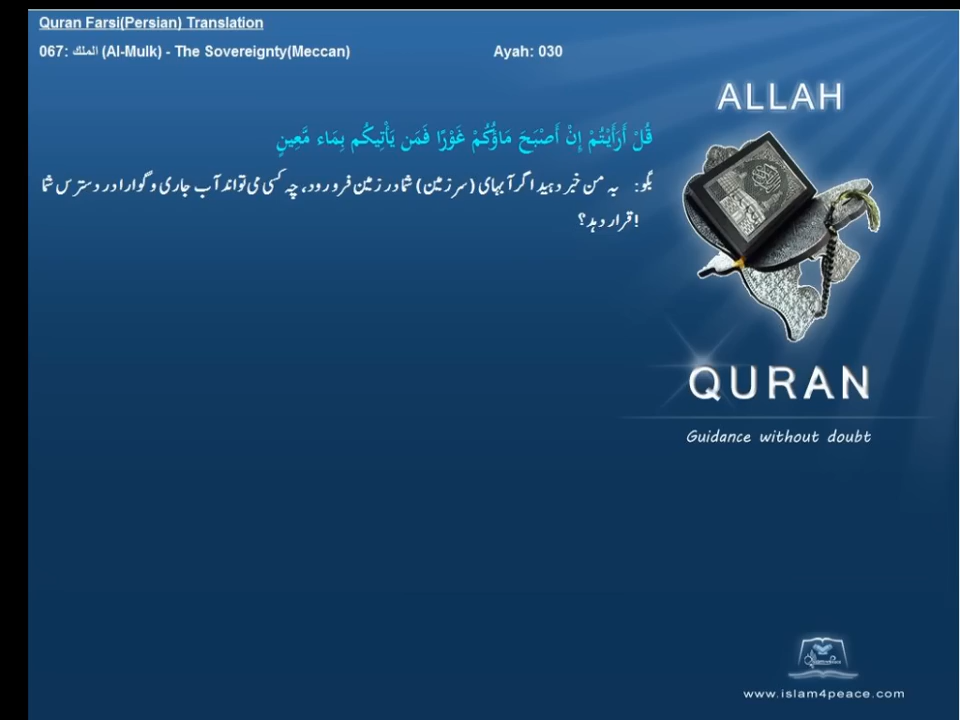 Quran Farsi(Persian) Translation
067: الملك (Al-Mulk) - The Sovereignty(Meccan) Ayah: 030
ALLAH
قُلْ أَرَأَيْتُمْ إِنْ أَصْبَحَ مَاؤُكُمْ غَوْرًا فَمَن يَأْتِيكُم بِمَاء مَّعِينٍ
بگو: به من خبر دهید اگر آبهای (سرزمین) شما در زمین فرو رود، چه کسی می‌تواند آب جاری و گوارا در دسترس شما
قرار دهد؟!
QURAN
Guidance without doubt
www.islam4peace.com